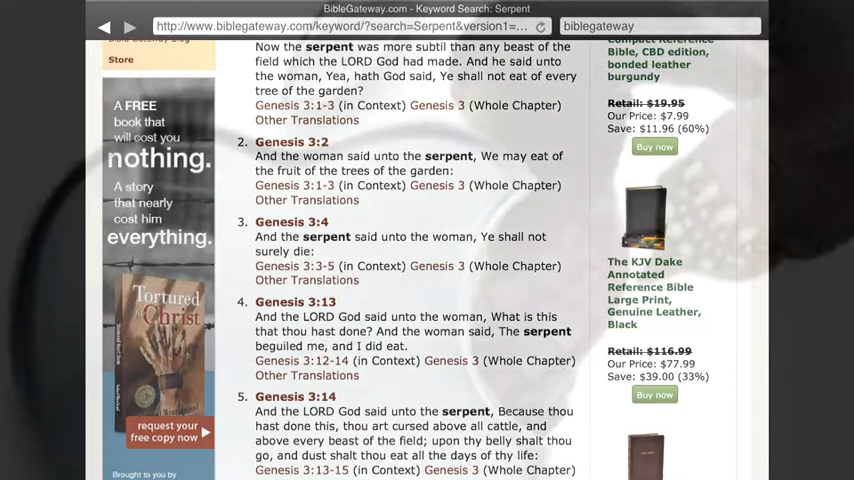 BibleGateway.com - Keyword Search: Serpent
http://www.biblegateway.com/keyword/?search=Serpent&version1=...
biblegateway
Store
A FREE
book that
will cost you
nothing.
A story
that nearly
cost him
everything.
Tortured
for Christ
request your
free copy now
Brought to you by
Now the serpent was more subtil than any beast of the
field which the LORD God had made. And he said unto
the woman, Yea, hath God said, Ye shall not eat of every
tree of the garden?
Genesis 3:1-3 (in Context) Genesis 3 (Whole Chapter)
Other Translations
2. Genesis 3:2
And the woman said unto the serpent, We may eat of
the fruit of the trees of the garden:
Genesis 3:1-3 (in Context) Genesis 3 (Whole Chapter)
Other Translations
3. Genesis 3:4
And the serpent said unto the woman, Ye shall not
surely die:
Genesis 3:3-5 (in Context) Genesis 3 (Whole Chapter)
Other Translations
4. Genesis 3:13
And the LORD God said unto the woman, What is this
that thou hast done? And the woman said, The serpent
beguiled me, and I did eat.
Genesis 3:12-14 (in Context) Genesis 3 (Whole Chapter)
Other Translations
5. Genesis 3:14
And the LORD God said unto the serpent, Because thou
hast done this, thou art cursed above all cattle, and
above every beast of the field; upon thy belly shalt thou
go, and dust shalt thou eat all the days of thy life:
Genesis 3:13-15 (in Context) Genesis 3 (Whole Chapter)
Compact Reference
Bible, CBD edition,
bonded leather
burgundy
Retail: $19.95
Our Price: $7.99
Save: $11.96 (60%)
Buy now
The KJV Dake
Annotated
Reference Bible
Large Print,
Genuine Leather,
Black
Retail: $116.99
Our Price: $77.99
Save: $39.00 (33%)
Buy now